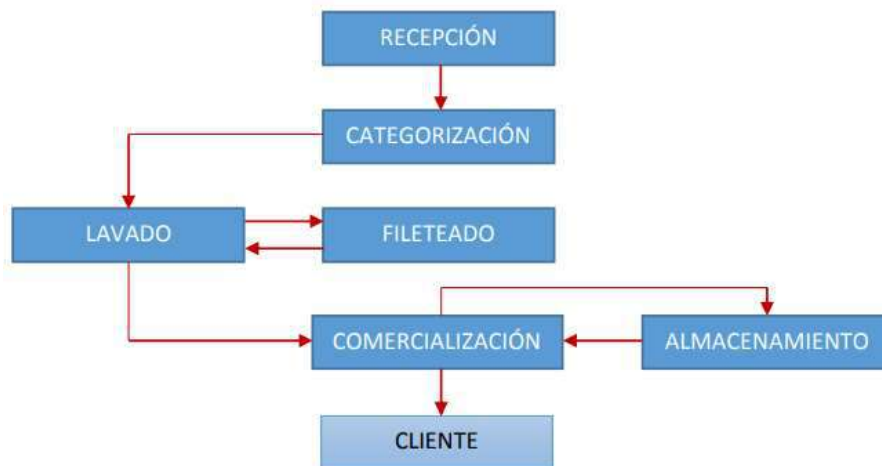 RECEPCIÓN
CATEGORIZACIÓN
LAVADO
FILETEADO
COMERCIALIZACIÓN
ALMACENAMIENTO
CLIENTE